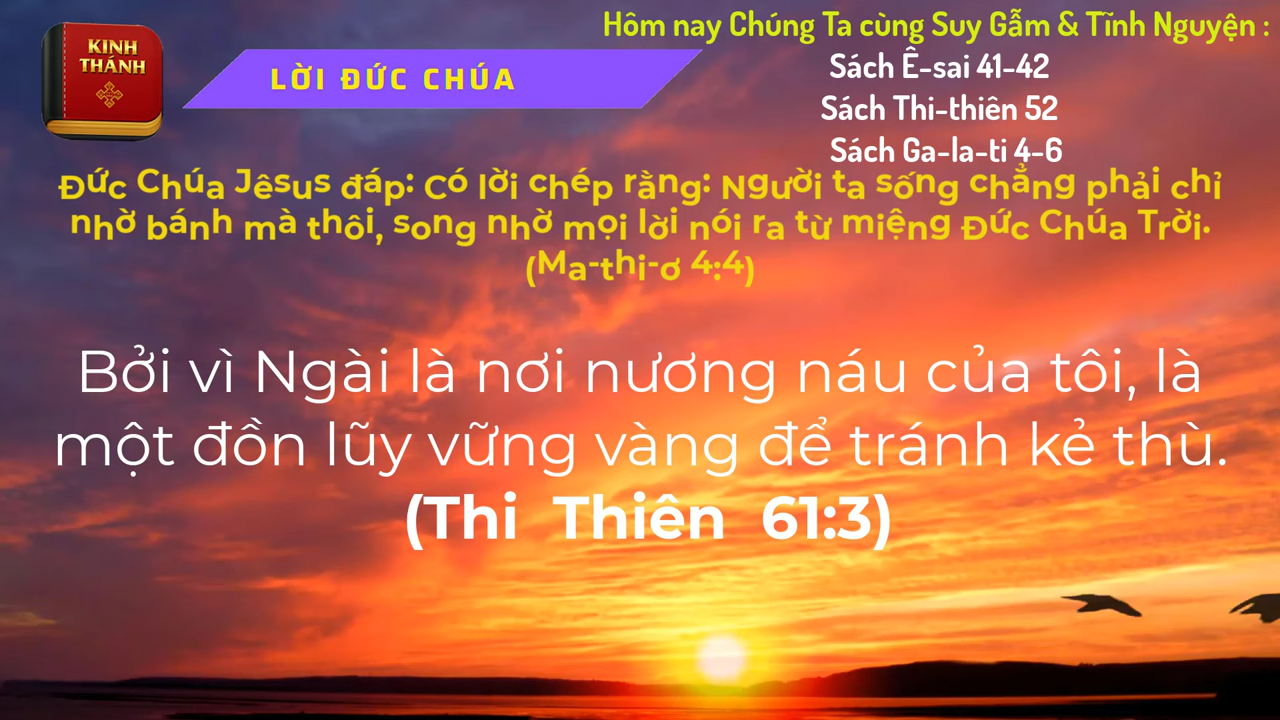 KINH
THÁNH
LỜI ĐỨC CHÚA
Hôm nay Chúng Ta cùng Suy Gẫm & Tĩnh Nguyện :
Sách Ê-sai 41-42
Sách Thi-thiên 52
Sách Ga-la-ti 4-6
Đức Chúa Jêsus đáp: Có lời chép rằng: Người ta sống chẳng phải chỉ
nhờ bánh mà thôi, song nhờ mọi lời nói ra từ miệng Đức Chúa Trời.
(Ma-thi-ơ 4:4)
Bởi vì Ngài là nơi nương náu của tôi, là
một đồn lũy vững vàng để tránh kẻ thù.
(Thi Thiên 61:3)